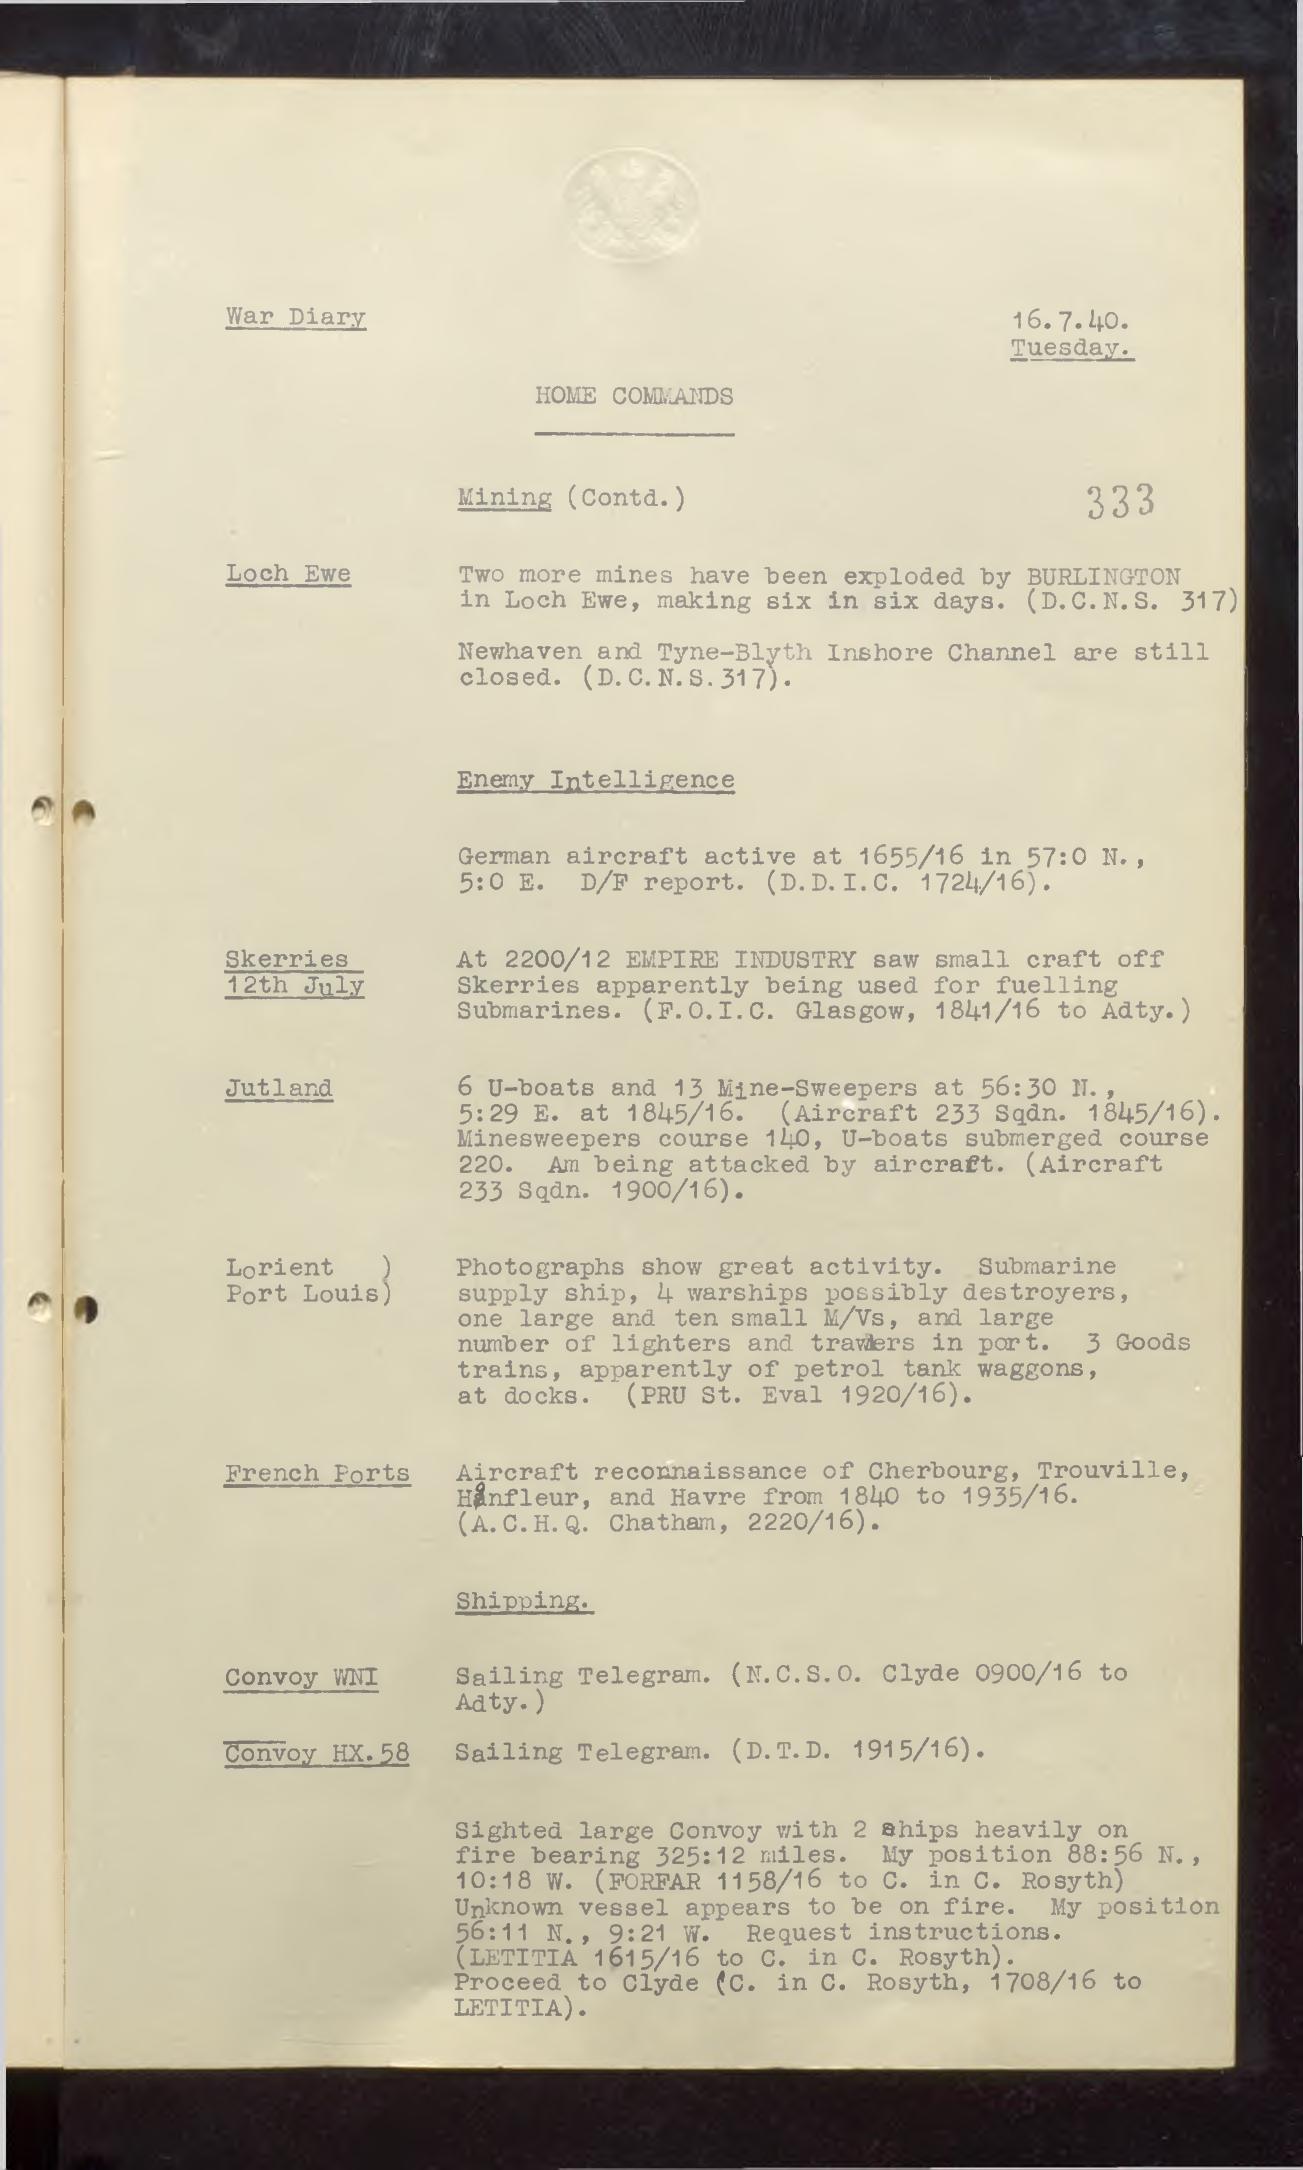 War Diary
16.7.40.
Tuesday.
HOME COMMANDS
Mining (Contd.)
333
Loch Ewe
Two more mines have been exploded by BURLINGTON
in Loch Ewe, making six in six days. (D.C.N.S. 317)
Newhaven and Tyne-Blyth Inshore Channel are still
closed. (D.C.N.S.317).
Enemy Intelligence
German aircraft active at 1655/16 in 57:0 N.,
5:0 E. D/F report. (D.D.I.C. 1724/16).
Skerries
12th July
At 2200/12 EMPIRE INDUSTRY saw small craft off
Skerries apparently being used for fuelling
Submarines. (F.O.I.C. Glasgow, 1841/16 to Adty.)
Jutland
6 U-boats and 13 Mine-Sweepers at 56:30 N.,
5:29 E. at 1845/16. (Aircraft 233 Sqdn. 1845/16).
Minesweepers course 140, U-boats submerged course
220. Am being attacked by aircraft. (Aircraft
233 Sqdn. 1900/16).
Lorient )
Port Louis)
Photographs show great activity. Submarine
supply ship, 4 warships possibly destroyers,
one large and ten small M/Vs, and large
number of lighters and trawlers in port. 3 Goods
trains, apparently of petrol tank waggons,
at docks. (PRU St. Eval 1920/16).
French Ports
Aircraft reconnaissance of Cherbourg, Trouville,
Honfleur, and Havre from 1840 to 1935/16.
(A.C.H.Q. Chatham, 2220/16).
Shipping.
Convoy WNI
Sailing Telegram. (N.C.S.O. Clyde 0900/16 to
Adty.)
Convoy HX.58
Sailing Telegram. (D.T.D. 1915/16).
Sighted large Convoy with 2 ships heavily on
fire bearing 325:12 miles. My position 88:56 N.,
10:18 W. (FORFAR 1158/16 to C. in C. Rosyth)
Unknown vessel appears to be on fire. My position
56:11 N., 9:21 W. Request instructions.
(LETITIA 1615/16 to C. in C. Rosyth).
Proceed to Clyde (C. in C. Rosyth, 1708/16 to
LETITIA).